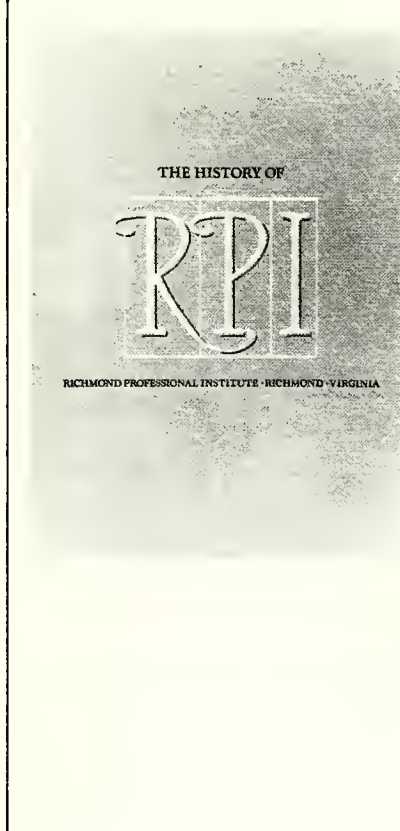 THE HISTORY OF
RPI
RICHMOND PROFESSIONAL INSTITUTE · RICHMOND · VIRGINIA